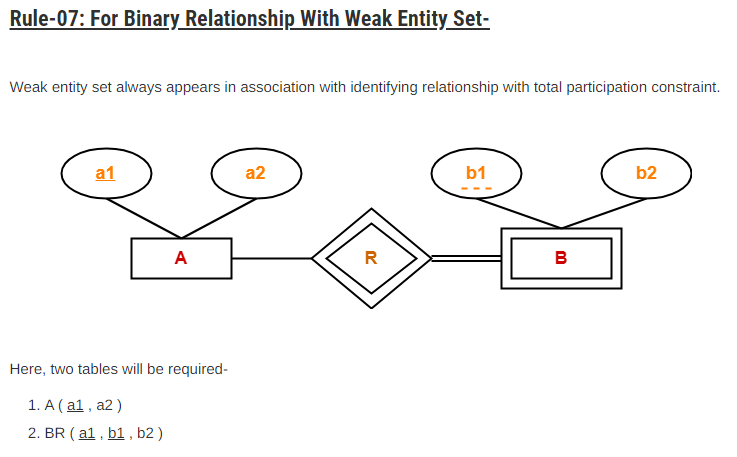 Rule-07: For Binary Relationship With Weak Entity Set-
Weak entity set always appears in association with identifying relationship with total participation constraint.
a1 a2 b1 b2
A R B
Here, two tables will be required-
1. A ( a1 , a2 )
2. BR ( a1 , b1 , b2 )